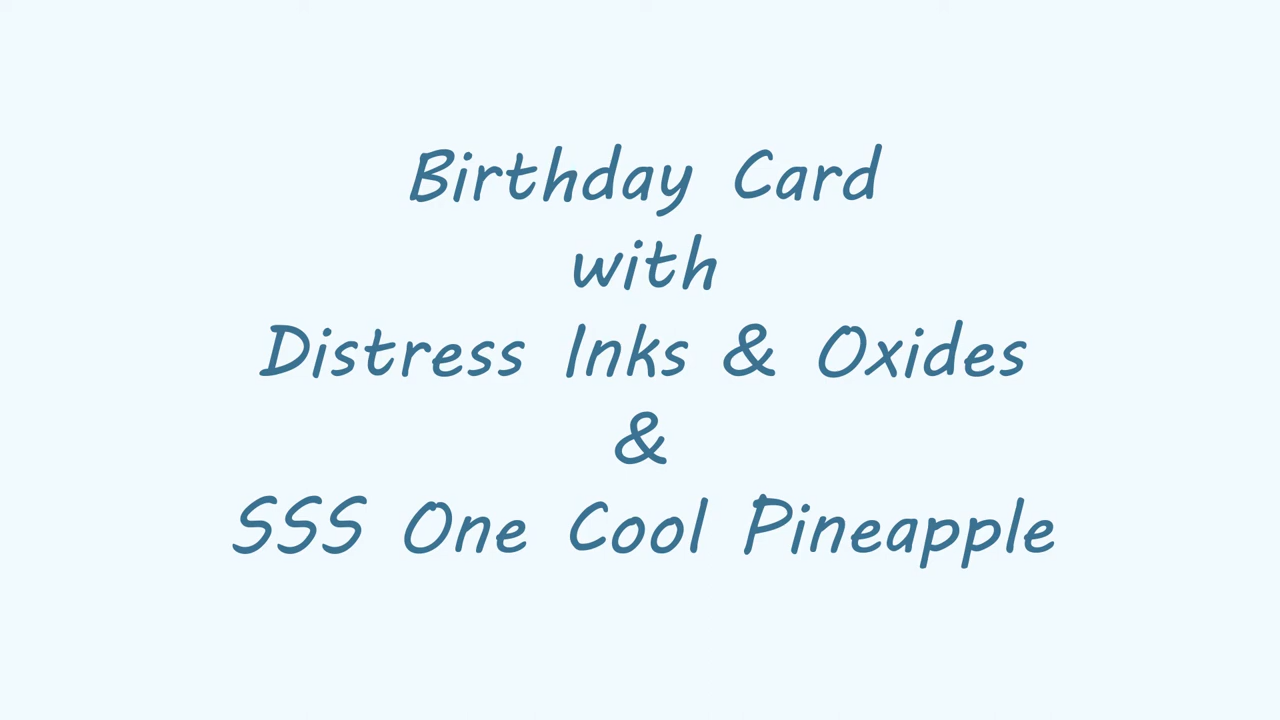 Birthday Card
with
Distress Inks & Oxides
&
SSS One Cool Pineapple